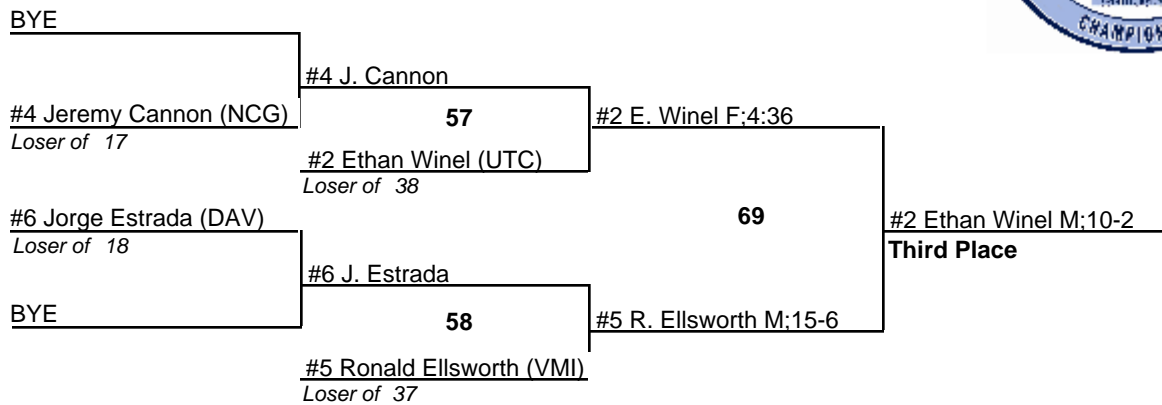 BYE
#4 J. Cannon
#4 Jeremy Cannon (NCG)
Loser of 17
57
#2 E. Winel F;4:36
#2 Ethan Winel (UTC)
Loser of 38
#6 Jorge Estrada (DAV)
Loser of 18
69
#2 Ethan Winel M;10-2
Third Place
#6 J. Estrada
BYE
58
#5 R. Ellsworth M;15-6
#5 Ronald Ellsworth (VMI)
Loser of 37